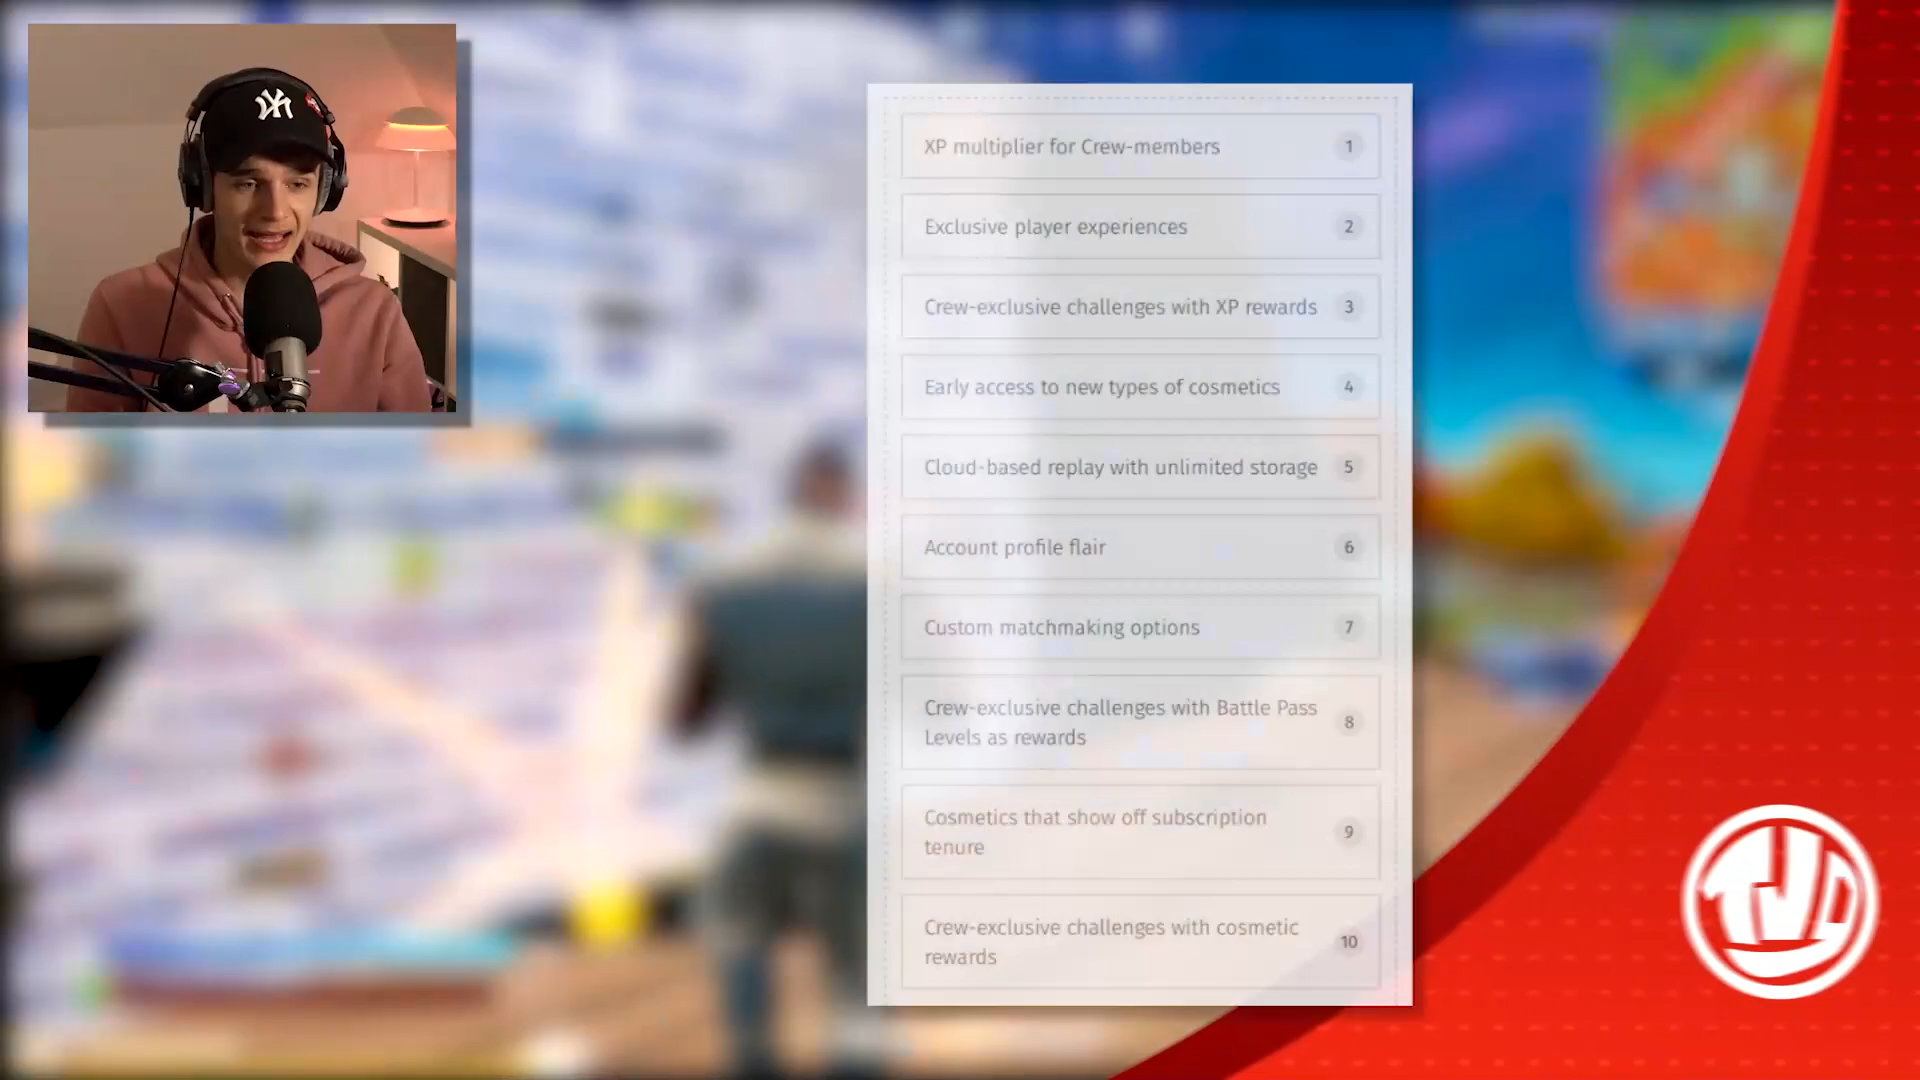 XP multiplier for Crew-members 1
Exclusive player experiences 2
Crew-exclusive challenges with XP rewards 3
Early access to new types of cosmetics 4
Cloud-based replay with unlimited storage 5
Account profile flair 6
Custom matchmaking options 7
Crew-exclusive challenges with Battle Pass
Levels as rewards 8
Cosmetics that show off subscription
tenure 9
Crew-exclusive challenges with cosmetic
rewards 10